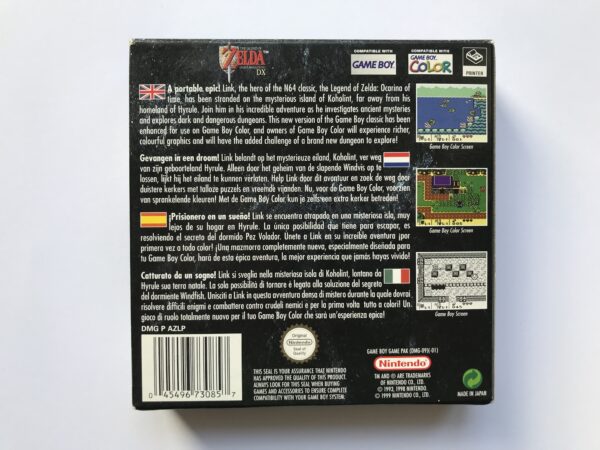 THE LEGEND OF
ZELDA
DX
COMPATIBLE WITH
GAME BOY
COMPATIBLE WITH
GAME BOY
COLOR
PRINTER
A portable epic! Link, the hero of the N64 classic, the Legend of Zelda: Ocarina of
Time, has been stranded on the mysterious island of Koholint, far away from his
homeland of Hyrule. Join him in his incredible adventure as he investigates ancient mysteries
and explores dark and dangerous dungeons. This new version of the Game Boy classic has been
enhanced for use on Game Boy Color, and owners of Game Boy Color will experience richer,
colourful graphics and will have the added challenge of a brand new dungeon to explore!
Game Boy Color Screen
Gevangen in een droom! Link belandt op het mysterieuze eiland, Koholint, ver weg
van zijn geboorteland Hyrule. Alleen door het geheim van de slapende Windvis op te
lossen, lijkt hij het eiland te kunnen verlaten. Help Link door dit avontuur en zoek de weg door
duistere kerkers met talloze puzzels en vreeinde vijanden. Nu, voor de Game Boy Color, voorzien
van sprankelende kleuren! Met de kleur je zelfs een extra kerker betreden!
Game Boy Color Screen
¡Prisionero en un sueño! Link se encuentra atrapado en una misteriosa isla, muy
lejos de su hogar en Hyrule. La única posibilidad que tiene para escapar, es
resolviendo el secreto del dormido Pez Volador. Unete a Link en su increíble aventura ¡por
primera vez a todo color! ¡Una mazmorra completamente nueva, especialmente diseñada para
tu Game Boy Color, hará de esta épica aventura, la mejor experiencia que jamás hayas vivido!
Catturato da un sogno! Link si sveglia nella misteriosa isola di Koholint, lontano da
Hyrule sua terra natale. La sola possibilità di tornare è legata alla soluzione del segreto
del dormiente Windfish. Unisciti a Link in questa avventura densa di mistero durante la quale dovrai
risolvere difficili enigmi e combattere contro crudeli nemici e per la prima volta tutto a colori! Un
gioco di ruolo totalmente nuovo per il tuo Game Boy Color che sarà un'esperienza epica!
Game Boy Screen
DMG P AZLP
0 45496 73085 7
Original
Nintendo
Seal of
Quality
THIS SEAL IS YOUR ASSURANCE THAT NINTENDO
HAS APPROVED THE QUALITY OF THIS PRODUCT.
ALWAYS LOOK FOR THIS SEAL WHEN BUYING
GAMES AND ACCESSORIES TO ENSURE COMPLETE
COMPATIBILITY WITH YOUR GAME BOY SYSTEM.
GAME BOY GAME PAK (DMG-09)(-01)
Nintendo
TM AND ® ARE TRADEMARKS
OF NINTENDO CO., LTD.
© 1993, 1998 NINTENDO.
© 1999 NINTENDO CO., LTD.
MADE IN JAPAN